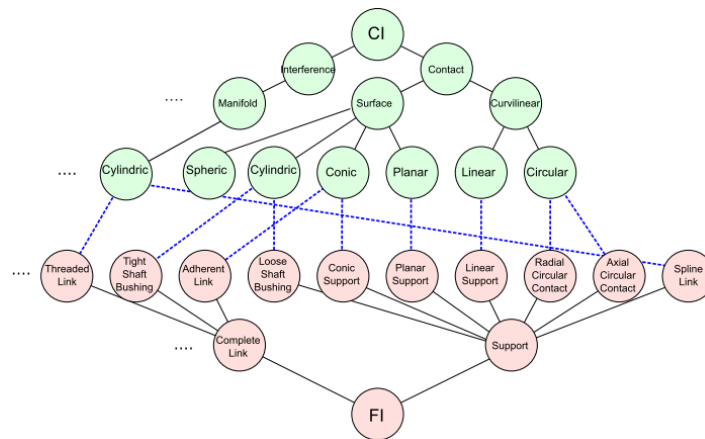 CI
Interference
Contact
....
Manifold
Surface
Curvilinear
....
Cylindric
Spheric
Cylindric
Conic
Planar
Linear
Circular
....
Threaded
Link
Tight
Shaft
Bushing
Adherent
Link
Loose
Shaft
Bushing
Conic
Support
Planar
Support
Linear
Support
Radial
Circular
Contact
Axial
Circular
Contact
Spline
Link
....
Complete
Link
Support
FI